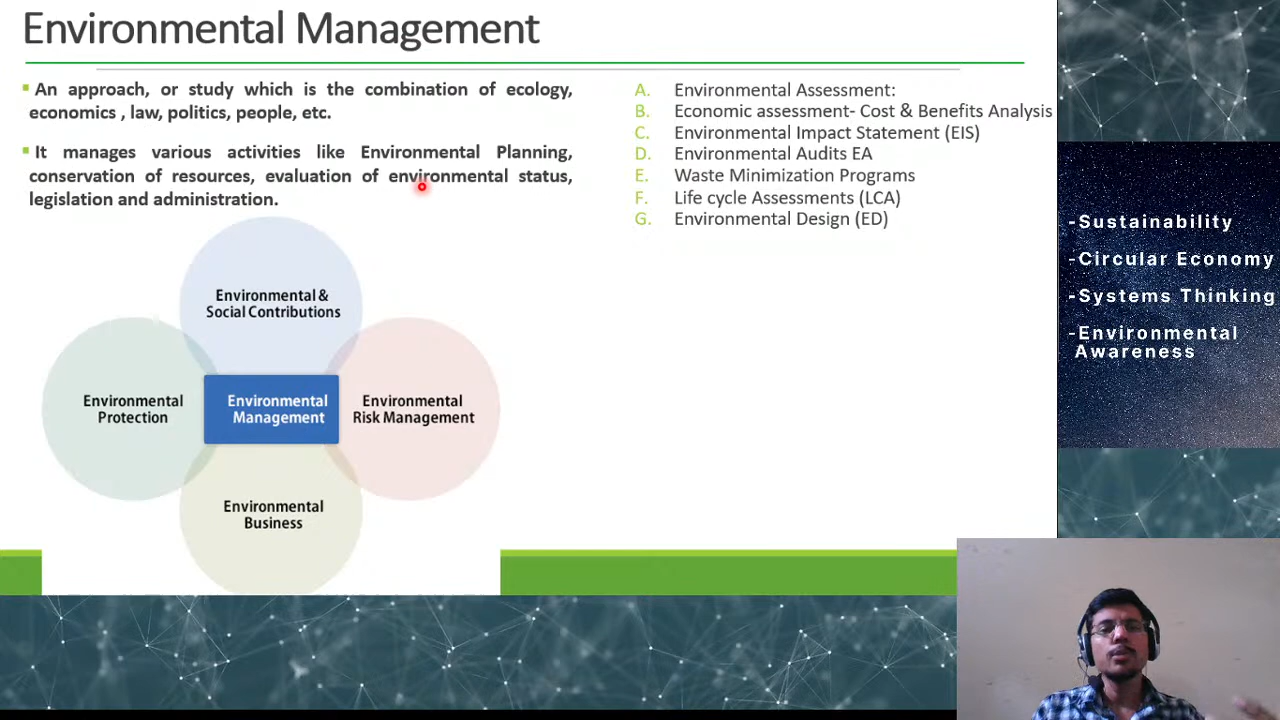 Environmental Management
An approach, or study which is the combination of ecology,
economics , law, politics, people, etc.
It manages various activities like Environmental Planning,
conservation of resources, evaluation of environmental status,
legislation and administration.
A. Environmental Assessment:
B. Economic assessment- Cost & Benefits Analysis
C. Environmental Impact Statement (EIS)
D. Environmental Audits EA
E. Waste Minimization Programs
F. Life cycle Assessments (LCA)
G. Environmental Design (ED)
Environmental &
Social Contributions
Environmental
Protection
Environmental
Management
Environmental
Risk Management
Environmental
Business
-Sustainability
-Circular Economy
-Systems Thinking
-Environmental
Awareness